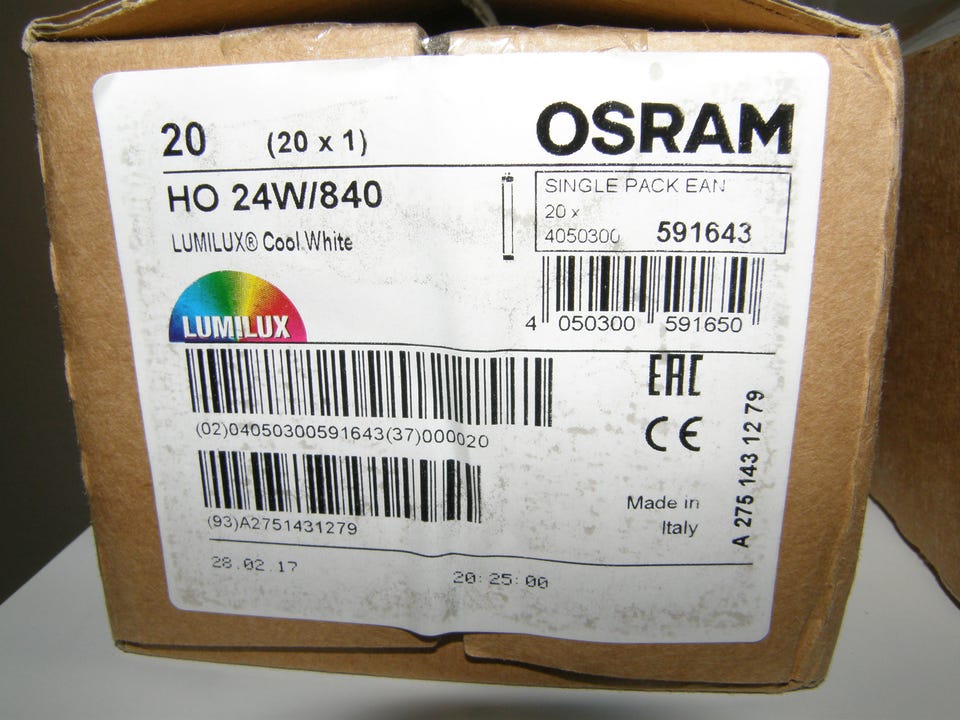 20 (20 x 1)
OSRAM
HO 24W/840
LUMILUX® Cool White
SINGLE PACK EAN
20 x
4050300 591643
4 050300 591650
LUMILUX
(02)04050300591643(37)000020
EAC
CE
(93)A2751431279
Made in
Italy
A 275 143 12 79
28.02.17 20:25:00